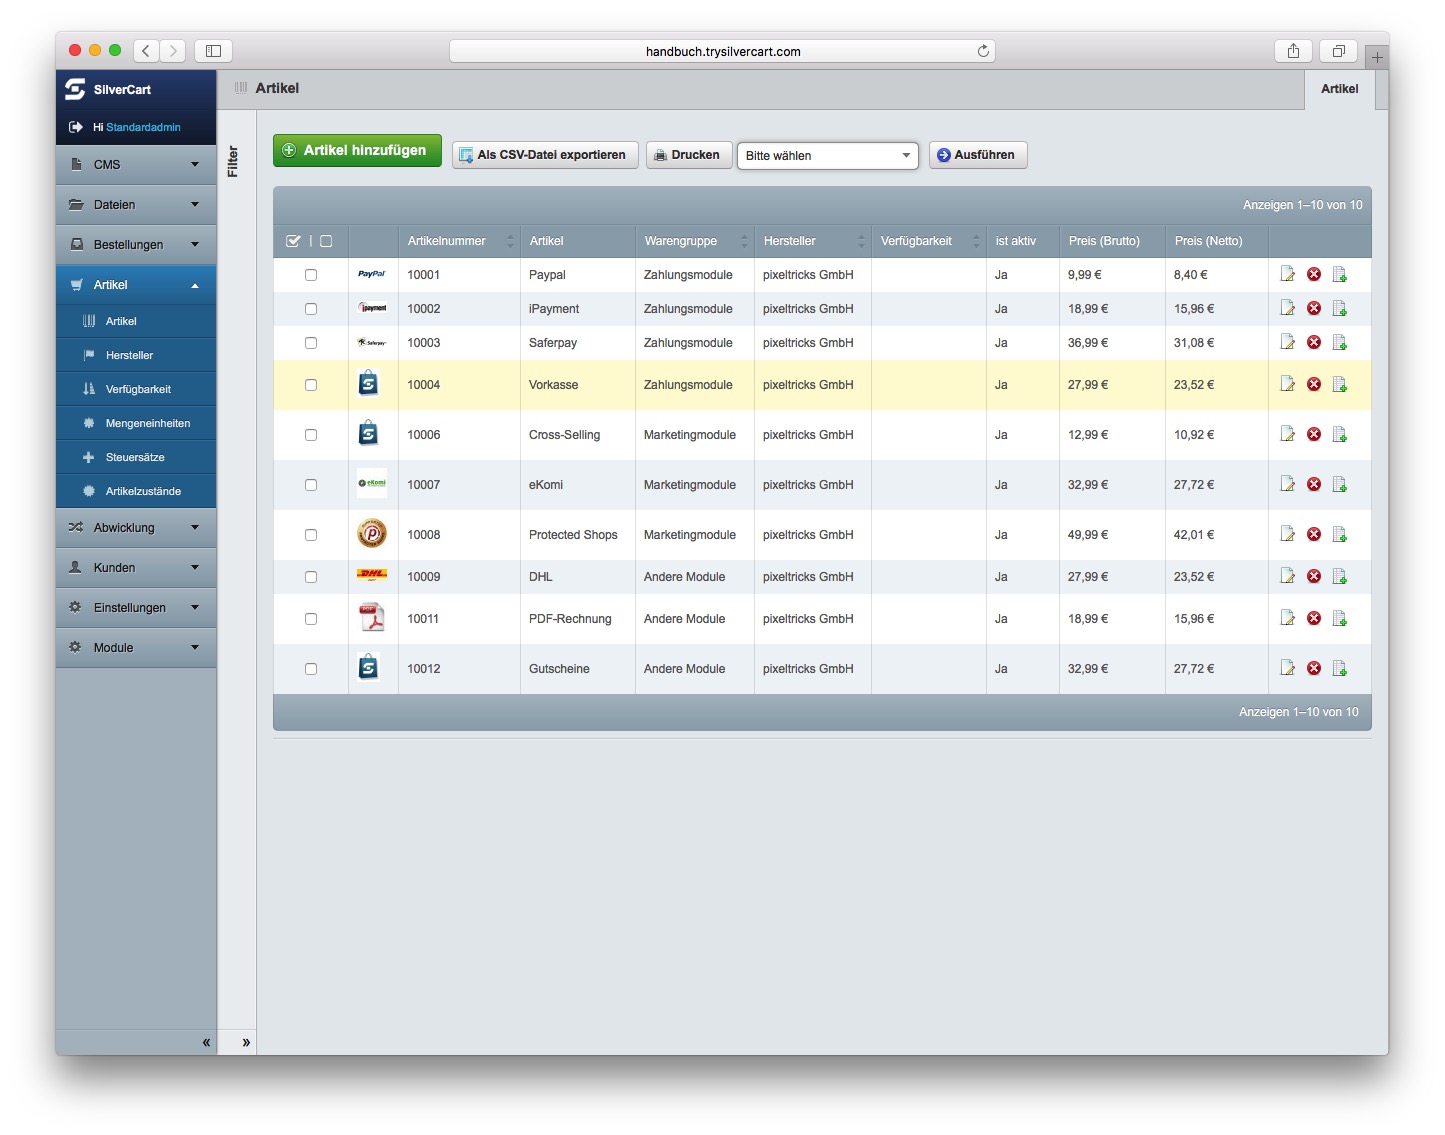 handbuch.trysilvercart.com
SilverCart
Artikel
Artikel
Hi Standardadmin
CMS
Dateien
Bestellungen
Artikel
Artikel
Hersteller
Verfügbarkeit
Mengeneinheiten
Steuersätze
Artikelzustände
Abwicklung
Kunden
Einstellungen
Module
«
Filter
»
Artikel hinzufügen
Als CSV-Datei exportieren
Drucken
Bitte wählen
Ausführen
Anzeigen 1–10 von 10
| Artikelnummer Artikel Warengruppe Hersteller Verfügbarkeit ist aktiv Preis (Brutto) Preis (Netto)
PayPal 10001 Paypal Zahlungsmodule pixeltricks GmbH Ja 9,99 € 8,40 €
ipayment 10002 iPayment Zahlungsmodule pixeltricks GmbH Ja 18,99 € 15,96 €
Saferpay 10003 Saferpay Zahlungsmodule pixeltricks GmbH Ja 36,99 € 31,08 €
10004 Vorkasse Zahlungsmodule pixeltricks GmbH Ja 27,99 € 23,52 €
10006 Cross-Selling Marketingmodule pixeltricks GmbH Ja 12,99 € 10,92 €
eKomi 10007 eKomi Marketingmodule pixeltricks GmbH Ja 32,99 € 27,72 €
10008 Protected Shops Marketingmodule pixeltricks GmbH Ja 49,99 € 42,01 €
DHL 10009 DHL Andere Module pixeltricks GmbH Ja 27,99 € 23,52 €
PDF 10011 PDF-Rechnung Andere Module pixeltricks GmbH Ja 18,99 € 15,96 €
10012 Gutscheine Andere Module pixeltricks GmbH Ja 32,99 € 27,72 €
Anzeigen 1–10 von 10